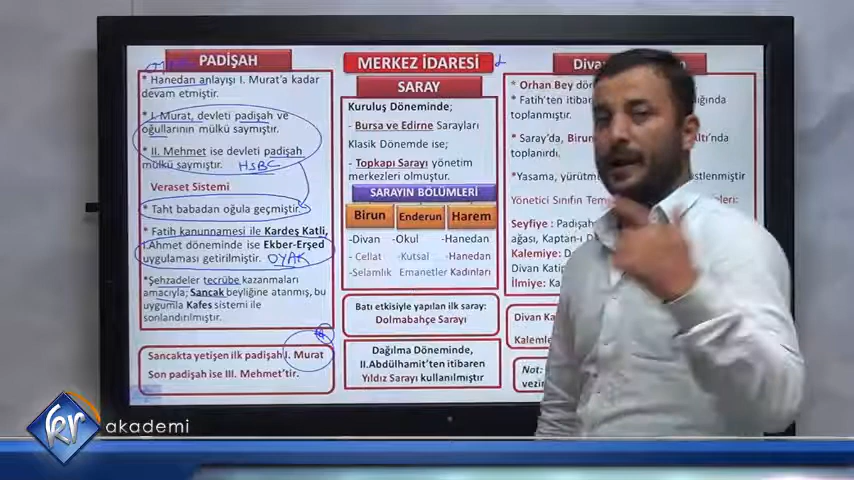 PADİŞAH
* Hanedan anlayışı I. Murat'a kadar
devam etmiştir.
* I. Murat, devleti padişah ve
oğullarının mülkü saymıştır.
* II. Mehmet ise devleti padişah
mülkü saymıştır. HSBC
Veraset Sistemi
* Taht babadan oğula geçmiştir.
* Fatih kanunnamesi ile Kardeş Katli,
I.Ahmet döneminde ise Ekber-Erşed
uygulaması getirilmiştir. OYAK
*Şehzadeler tecrübe kazanmaları
amacıyla; Sancak beyliğine atanmış, bu
uygumla Kafes sistemi ile
sonlandırılmıştır.
Sancakta yetişen ilk padişah I. Murat
Son padişah ise III. Mehmet'tir.
MERKEZ İDARESİ
SARAY
Kuruluş Döneminde;
- Bursa ve Edirne Sarayları
Klasik Dönemde ise;
- Topkapı Sarayı yönetim
merkezleri olmuştur.
SARAYIN BÖLÜMLERİ
Birun Enderun Harem
-Divan -Okul -Hanedan
- Cellat -Kutsal -Hanedan
-Selamlık Emanetler Kadınları
Batı etkisiyle yapılan ilk saray:
Dolmabahçe Sarayı
Dağılma Döneminde,
II.Abdülhamit'ten itibaren
Yıldız Sarayı kullanılmıştır
Divan
* Orhan Bey
* Fatih'ten
toplanmıştır.
* Saray'da,
toplanırdı.
*Yasama,
Yönetici Sınıfın
Seyfiye: Padişah
ağası, Kaptan-ı
Kalemiye:
Divan
İlmiye:
Divan
Not:
kr akademi